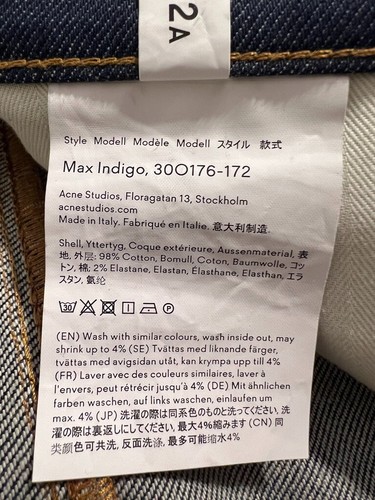 2A
Style Modell Modèle Modell スタイル 款式
Max Indigo, 30O176-172
Acne Studios, Floragatan 13, Stockholm
acnestudios.com
Made in Italy. Fabriqué en Italie. 意大利制造。
Shell, Yttertyg, Coque extérieure, Aussenmaterial, 表
地, 外层: 98% Cotton, Bomull, Coton, Baumwolle, コッ
トン, 棉; 2% Elastane, Elastan, Élasthane, Elasthan, エラ
スタン, 氨纶
30 P
(EN) Wash with similar colours, wash inside out, may
shrink up to 4% (SE) Tvättas med liknande färger,
tvättas med avigsidan utåt, kan krympa upp till 4%
(FR) Laver avec des couleurs similaires, laver à
l'envers, peut rétrécir jusqu'à 4% (DE) Mit ähnlichen
farben waschen, auf links waschen, einlaufen um
max. 4% (JP) 洗濯の際は同系色のものと洗ってください、洗
濯の際は裏返しにしてください、最大4%縮みます (CN) 同
类颜色可共洗, 反面洗涤, 最多可能缩水4%